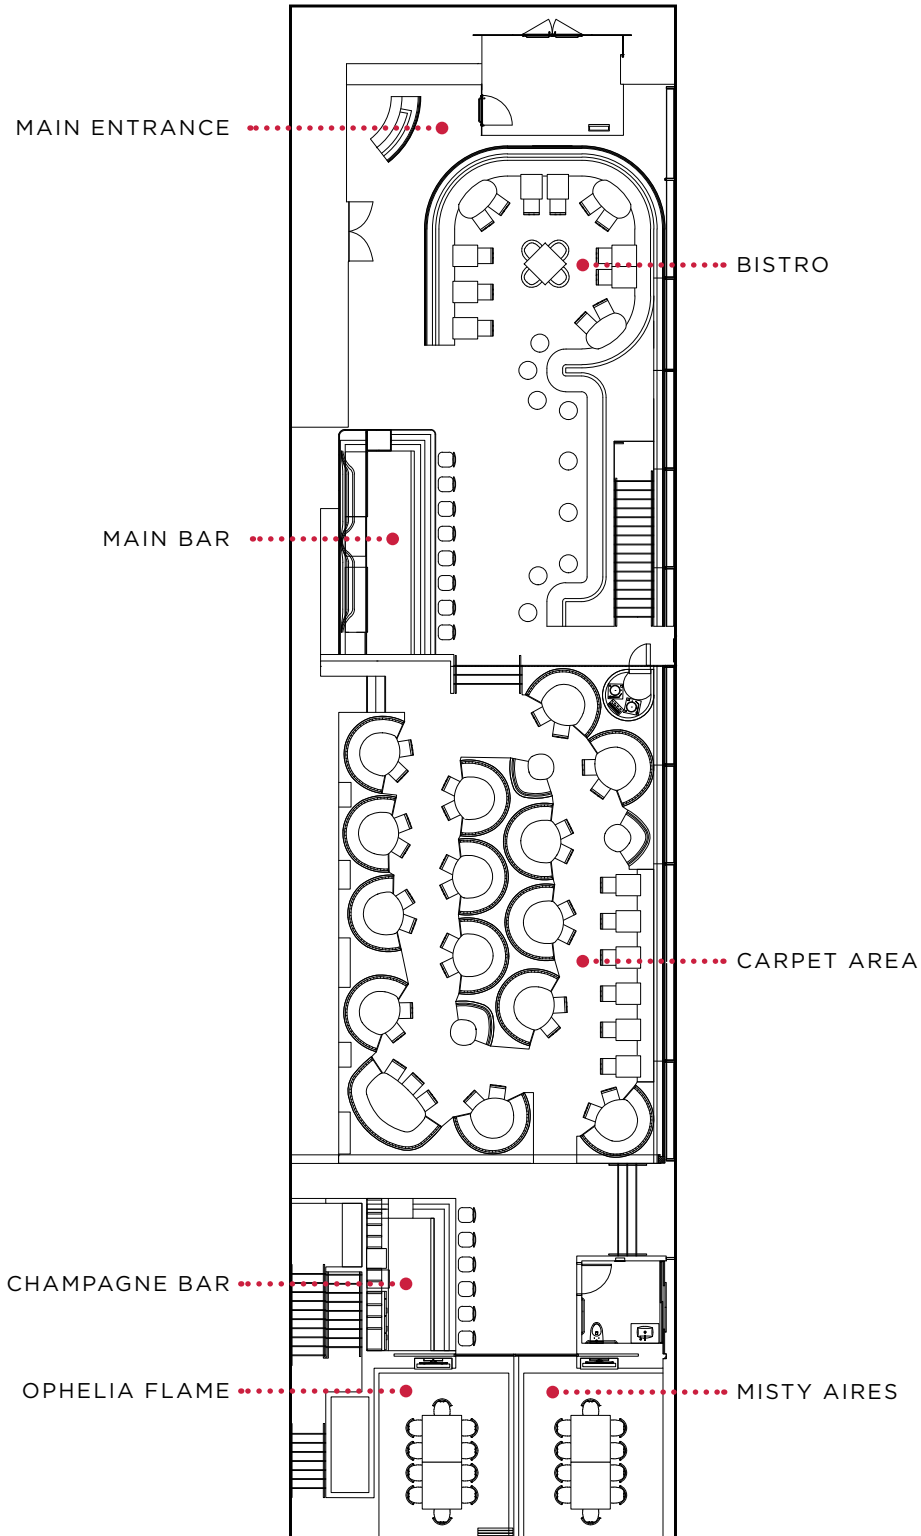 MAIN ENTRANCE
BISTRO
MAIN BAR
CARPET AREA
CHAMPAGNE BAR
OPHELIA FLAME
MISTY AIRES